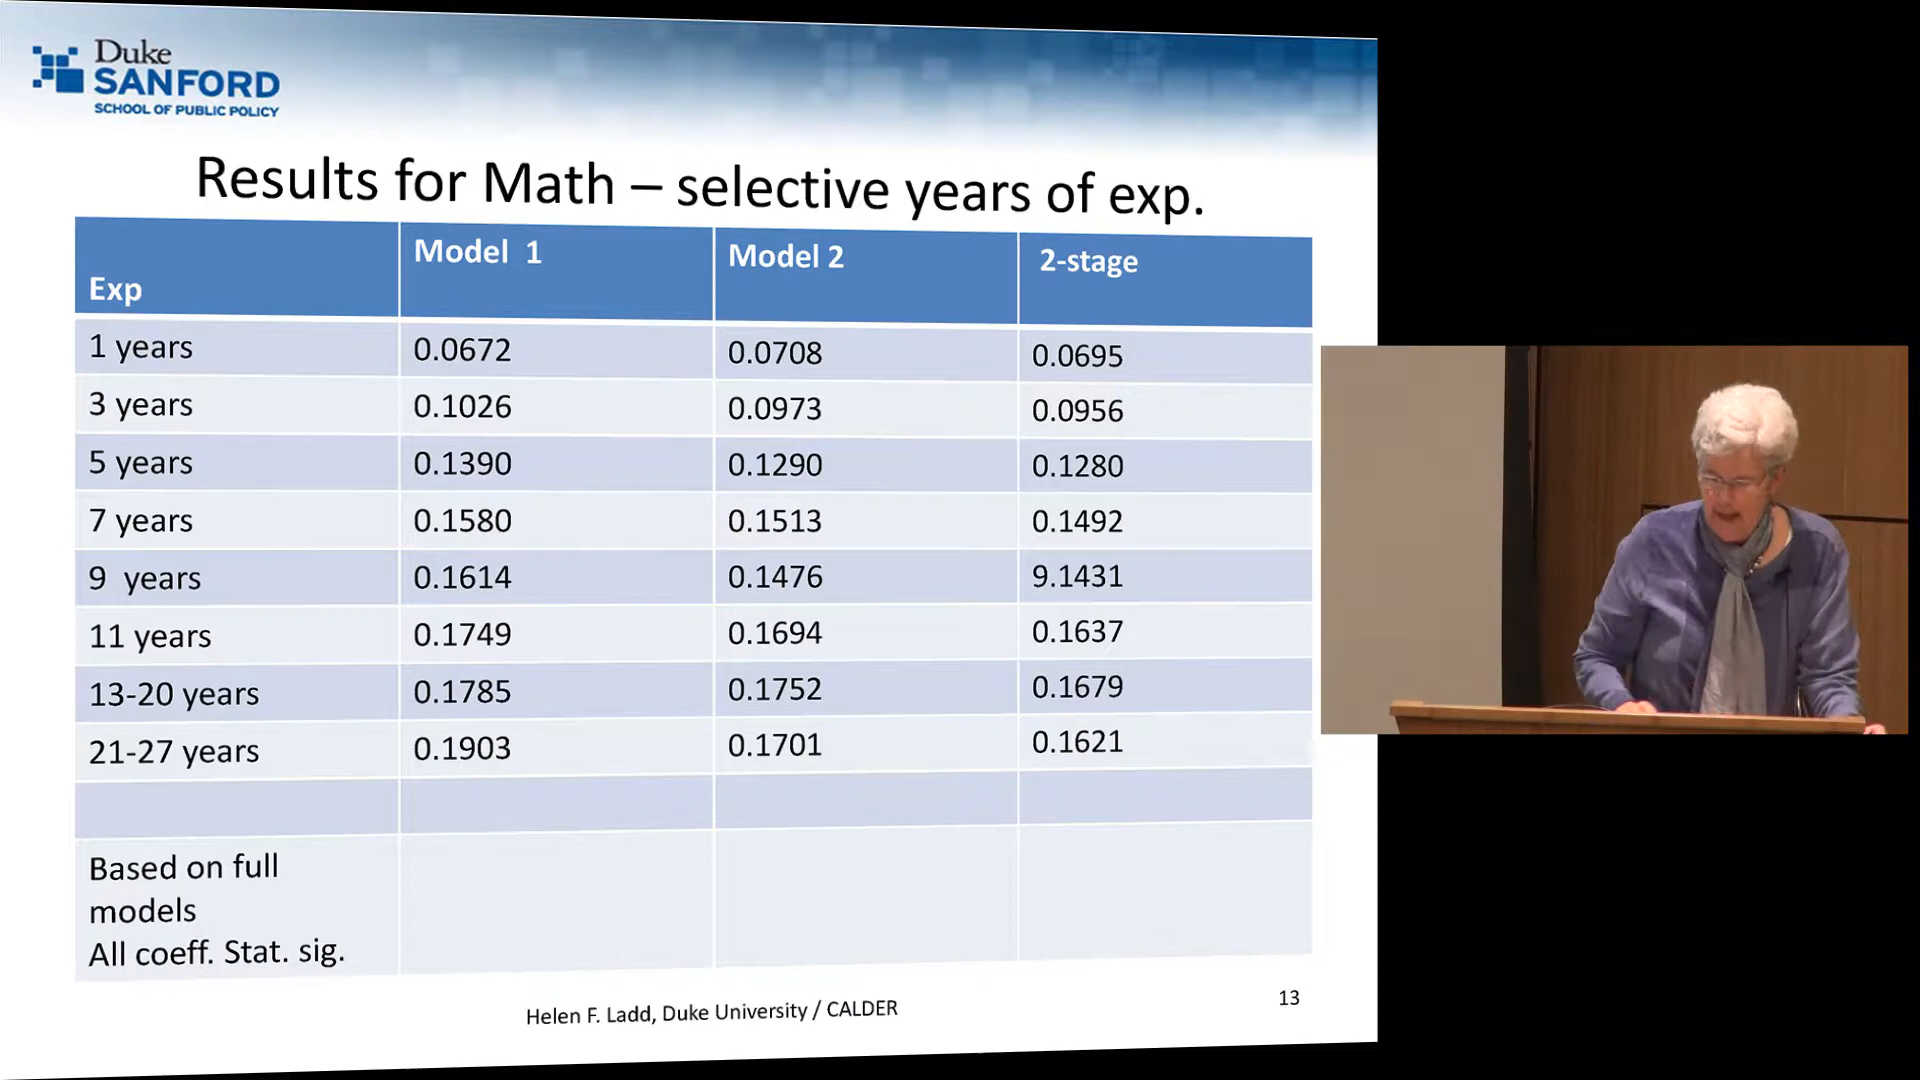 Duke
SANFORD
SCHOOL OF PUBLIC POLICY
Results for Math – selective years of exp.
Exp Model 1 Model 2 2-stage
1 years 0.0672 0.0708 0.0695
3 years 0.1026 0.0973 0.0956
5 years 0.1390 0.1290 0.1280
7 years 0.1580 0.1513 0.1492
9 years 0.1614 0.1476 9.1431
11 years 0.1749 0.1694 0.1637
13-20 years 0.1785 0.1752 0.1679
21-27 years 0.1903 0.1701 0.1621
Based on full
models
All coeff. Stat. sig.
Helen F. Ladd, Duke University / CALDER
13